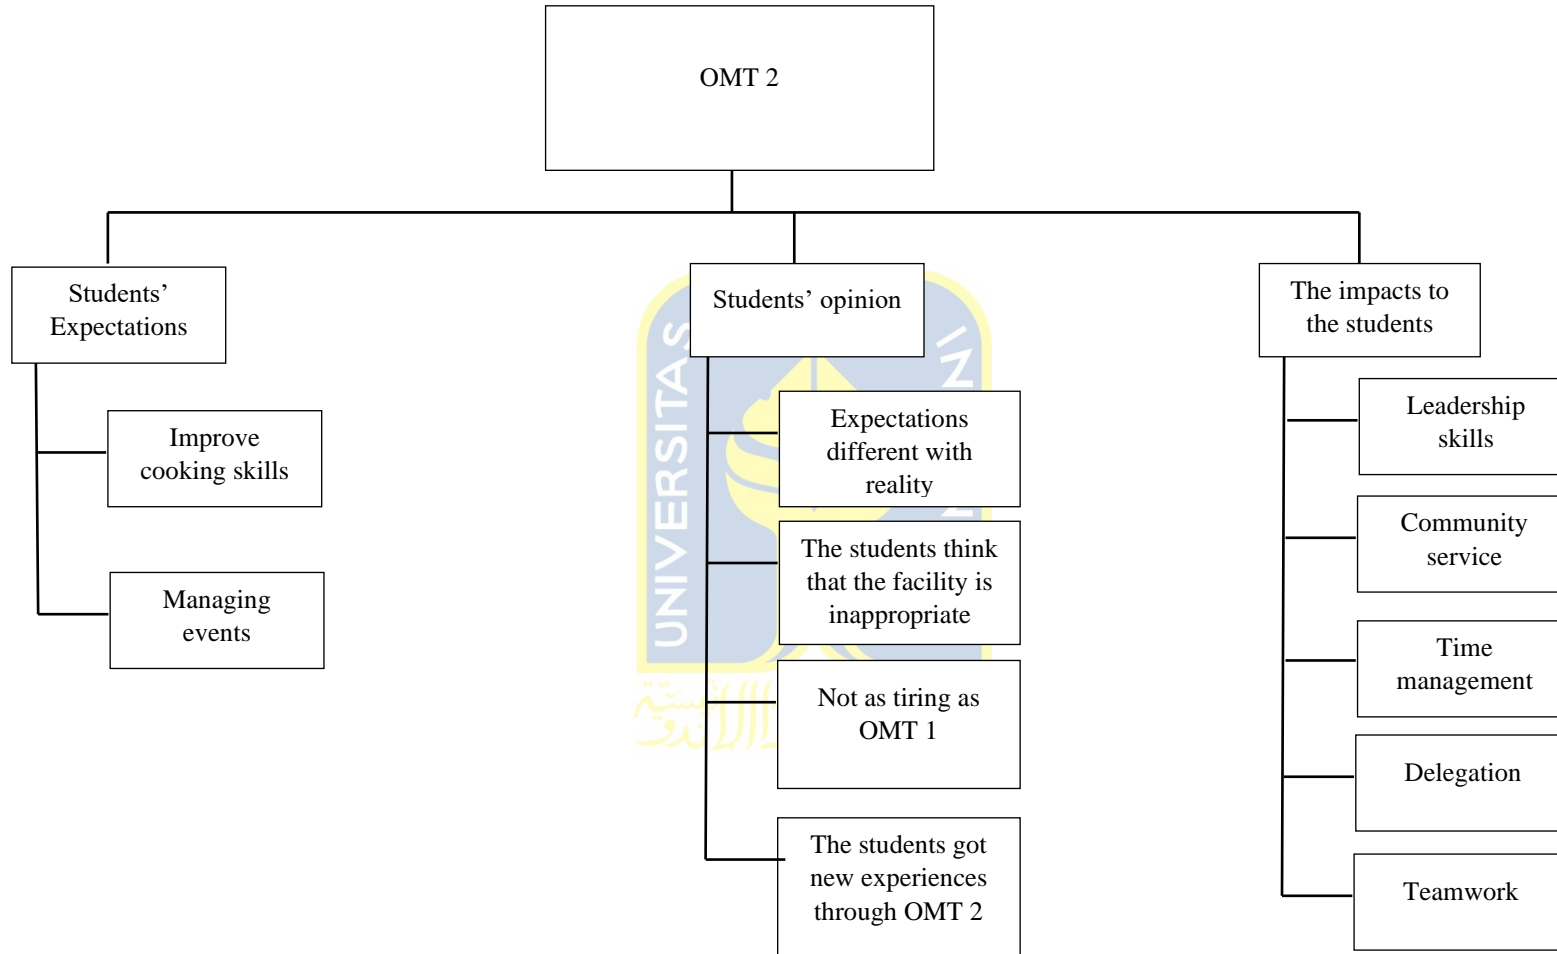 OMT 2
Students’
Expectations
Improve
cooking skills
Managing
events
Students’ opinion
Expectations
different with
reality
The students think
that the facility is
inappropriate
Not as tiring as
OMT 1
The students got
new experiences
through OMT 2
The impacts to
the students
Leadership
skills
Community
service
Time
management
Delegation
Teamwork
UNIVERSITAS